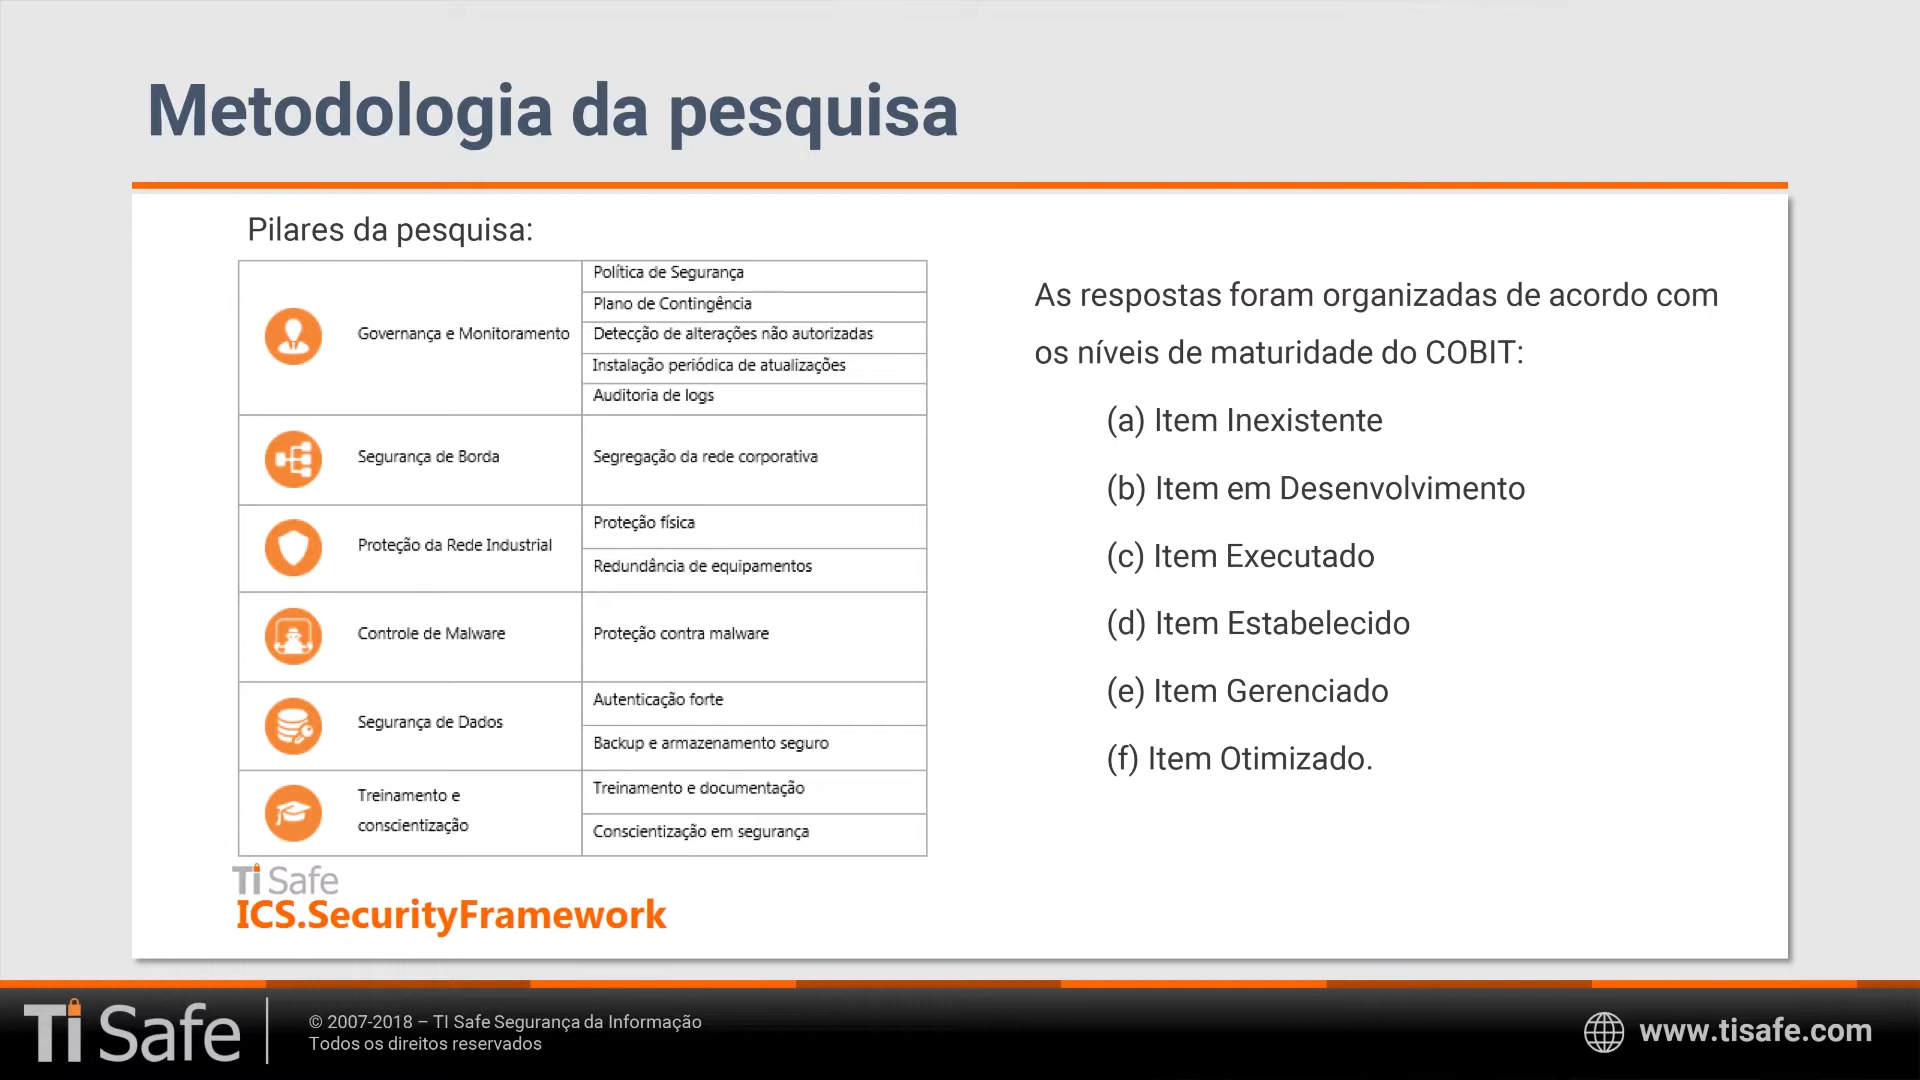 Metodologia da pesquisa
Pilares da pesquisa:
Governança e Monitoramento
Política de Segurança
Plano de Contingência
Detecção de alterações não autorizadas
Instalação periódica de atualizações
Auditoria de logs
Segurança de Borda
Segregação da rede corporativa
Proteção da Rede Industrial
Proteção física
Redundância de equipamentos
Controle de Malware
Proteção contra malware
Segurança de Dados
Autenticação forte
Backup e armazenamento seguro
Treinamento e
conscientização
Treinamento e documentação
Conscientização em segurança
Ti Safe
ICS.SecurityFramework
As respostas foram organizadas de acordo com
os níveis de maturidade do COBIT:
(a) Item Inexistente
(b) Item em Desenvolvimento
(c) Item Executado
(d) Item Estabelecido
(e) Item Gerenciado
(f) Item Otimizado.
Ti Safe
© 2007-2018 – TI Safe Segurança da Informação
Todos os direitos reservados
www.tisafe.com